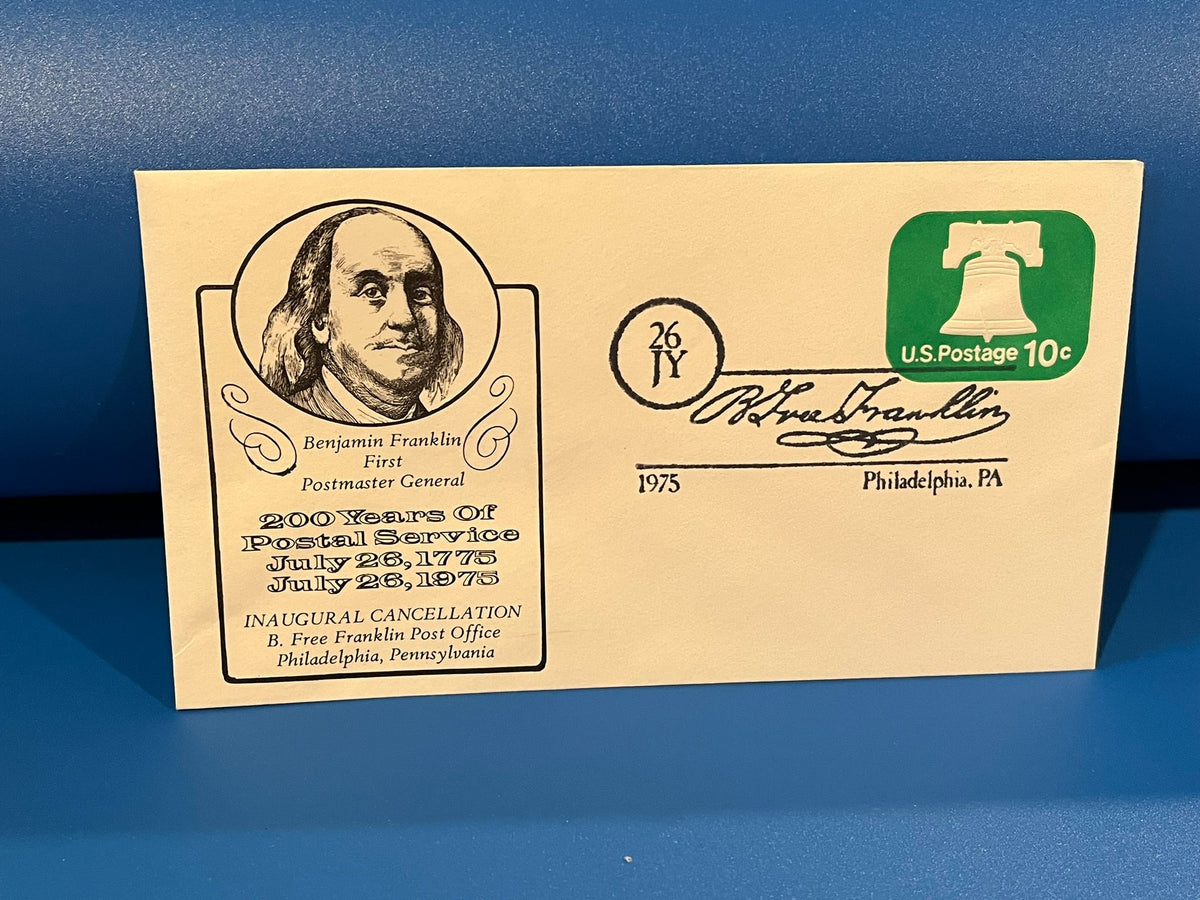 Benjamin Franklin
First
Postmaster General
200 Years Of
Postal Service
July 26, 1775
July 26, 1975
INAUGURAL CANCELLATION
B. Free Franklin Post Office
Philadelphia, Pennsylvania
U.S.Postage 10c
26
JY
B Free Franklin
1975 Philadelphia, PA